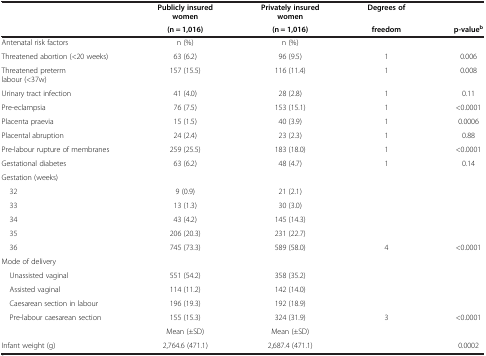 Publicly insured women Privately insured women Degrees of
(n = 1,016) (n = 1,016) freedom p-valueb
Antenatal risk factors n (%) n (%)
Threatened abortion (<20 weeks) 63 (6.2) 96 (9.5) 1 0.006
Threatened preterm labour (<37w) 157 (15.5) 116 (11.4) 1 0.008
Urinary tract infection 41 (4.0) 28 (2.8) 1 0.11
Pre-eclampsia 76 (7.5) 153 (15.1) 1 <0.0001
Placenta praevia 15 (1.5) 40 (3.9) 1 0.0006
Placental abruption 24 (2.4) 23 (2.3) 1 0.88
Pre-labour rupture of membranes 259 (25.5) 183 (18.0) 1 <0.0001
Gestational diabetes 63 (6.2) 48 (4.7) 1 0.14
Gestation (weeks)
32 9 (0.9) 21 (2.1)
33 13 (1.3) 30 (3.0)
34 43 (4.2) 145 (14.3)
35 206 (20.3) 231 (22.7)
36 745 (73.3) 589 (58.0) 4 <0.0001
Mode of delivery
Unassisted vaginal 551 (54.2) 358 (35.2)
Assisted vaginal 114 (11.2) 142 (14.0)
Caesarean section in labour 196 (19.3) 192 (18.9)
Pre-labour caesarean section 155 (15.3) 324 (31.9) 3 <0.0001
Mean (±SD) Mean (±SD)
Infant weight (g) 2,764.6 (471.1) 2,687.4 (471.1) 0.0002